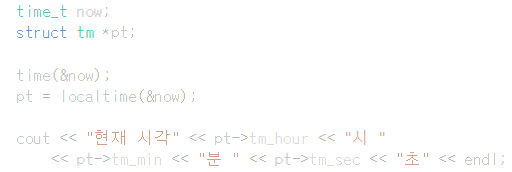 time_t now;
struct tm *pt;
time(&now);
pt = localtime(&now);
cout << "현재 시각" << pt->tm_hour << "시 "
<< pt->tm_min << "분 " << pt->tm_sec << "초" << endl;